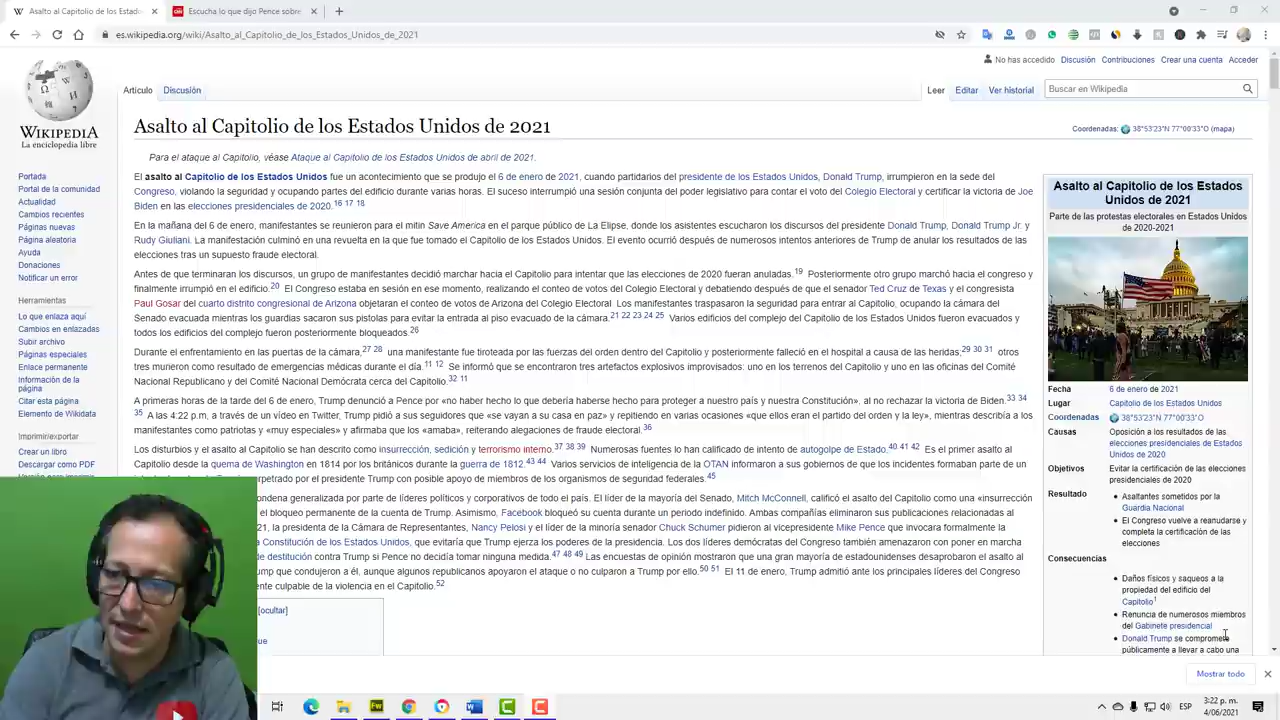 Asalto al Capitolio de los Estado
Escucha lo que dijo Pence sobre
es.wikipedia.org/wiki/Asalto_al_Capitolio_de_los_Estados_Unidos_de_2021
No has accedido Discusión Contribuciones Crear una cuenta Acceder
WIKIPEDIA
La enciclopedia libre
Artículo Discusión
Leer Editar Ver historial
Buscar en Wikipedia
Asalto al Capitolio de los Estados Unidos de 2021
Coordenadas: 38°53′23″N 77°00′33″O (mapa)
Para el ataque al Capitolio, véase Ataque al Capitolio de los Estados Unidos de abril de 2021.
El asalto al Capitolio de los Estados Unidos fue un acontecimiento que se produjo el 6 de enero de 2021, cuando partidarios del presidente de los Estados Unidos, Donald Trump, irrumpieron en la sede del
Congreso, violando la seguridad y ocupando partes del edificio durante varias horas. El suceso interrumpió una sesión conjunta del poder legislativo para contar el voto del Colegio Electoral y certificar la victoria de Joe
Biden en las elecciones presidenciales de 2020.16 17 18
En la mañana del 6 de enero, manifestantes se reunieron para el mitin Save America en el parque público de La Elipse, donde los asistentes escucharon los discursos del presidente Donald Trump, Donald Trump Jr. y
Rudy Giuliani. La manifestación culminó en una revuelta en la que fue tomado el Capitolio de los Estados Unidos. El evento ocurrió después de numerosos intentos anteriores de Trump de anular los resultados de las
elecciones tras un supuesto fraude electoral.
Antes de que terminaran los discursos, un grupo de manifestantes decidió marchar hacia el Capitolio para intentar que las elecciones de 2020 fueran anuladas.19 Posteriormente otro grupo marchó hacia el congreso y
finalmente irrumpió en el edificio.20 El Congreso estaba en sesión en ese momento, realizando el conteo de votos del Colegio Electoral y debatiendo después de que el senador Ted Cruz de Texas y el congresista
Paul Gosar del cuarto distrito congresional de Arizona objetaran el conteo de votos de Arizona del Colegio Electoral. Los manifestantes traspasaron la seguridad para entrar al Capitolio, ocupando la cámara del
Senado evacuada mientras los guardias sacaron sus pistolas para evitar la entrada al piso evacuado de la cámara.21 22 23 24 25 Varios edificios del complejo del Capitolio de los Estados Unidos fueron evacuados y
todos los edificios del complejo fueron posteriormente bloqueados.26
Durante el enfrentamiento en las puertas de la cámara,27 28 una manifestante fue tiroteada por las fuerzas del orden dentro del Capitolio y posteriormente falleció en el hospital a causa de las heridas,29 30 31 otros
tres murieron como resultado de emergencias médicas durante el día.11 12 Se informó que se encontraron tres artefactos explosivos improvisados: uno en los terrenos del Capitolio y uno en las oficinas del Comité
Nacional Republicano y del Comité Nacional Demócrata cerca del Capitolio.32 11
A primeras horas de la tarde del 6 de enero, Trump denunció a Pence por «no haber hecho lo que debería haberse hecho para proteger a nuestro país y nuestra Constitución», al no rechazar la victoria de Biden.33 34
35 A las 4:22 p.m. a través de un vídeo en Twitter, Trump pidió a sus seguidores que «se vayan a su casa en paz» y repitiendo en varias ocasiones «que ellos eran el partido del orden y la ley», mientras describía a los
manifestantes como patriotas y «muy especiales» y afirmaba que los «amaba», reiterando alegaciones de fraude electoral.36
Los disturbios y el asalto al Capitolio se han descrito como insurrección, sedición y terrorismo interno.37 38 39 Numerosas fuentes lo han calificado de intento de autogolpe de Estado.40 41 42 Es el primer asalto al
Capitolio desde la quema de Washington en 1814 por los británicos durante la guerra de 1812.43 44 Varios servicios de inteligencia de la OTAN informaron a sus gobiernos de que los incidentes formaban parte de un
perpetrado por el presidente Trump con posible apoyo de miembros de los organismos de seguridad federales.45
condena generalizada por parte de líderes políticos y corporativos de todo el país. El líder de la mayoría del Senado, Mitch McConnell, calificó el asalto al Capitolio como una «insurrección
el bloqueo permanente de la cuenta de Trump. Asimismo, Facebook bloqueó su cuenta durante un periodo indefinido. Ambas compañías eliminaron sus publicaciones relacionadas al
21, la presidenta de la Cámara de Representantes, Nancy Pelosi y el líder de la minoría senador Chuck Schumer pidieron al vicepresidente Mike Pence que invocara formalmente la
Constitución de los Estados Unidos, que evitaría que Trump ejerza los poderes de la presidencia. Los dos líderes demócratas del Congreso también amenazaron con poner en marcha
de destitución contra Trump si Pence no decidía tomar ninguna medida.47 48 49 Las encuestas de opinión mostraron que una gran mayoría de estadounidenses desaprobaron el asalto al
ump que condujeron a él, aunque algunos republicanos apoyaron el ataque o no culparon a Trump por ello.50 51 El 11 de enero, Trump admitió ante los principales líderes del Congreso
ente culpable de la violencia en el Capitolio.52
[ocultar]
que
Portada
Portal de la comunidad
Actualidad
Cambios recientes
Páginas nuevas
Página aleatoria
Ayuda
Donaciones
Notificar un error
Herramientas
Lo que enlaza aquí
Cambios en enlazadas
Subir archivo
Páginas especiales
Enlace permanente
Información de la
página
Citar esta página
Elemento de Wikidata
Imprimir/exportar
Crear un libro
Descargar como PDF
Asalto al Capitolio de los Estados
Unidos de 2021
Parte de las protestas electorales en Estados Unidos
de 2020-2021
Fecha 6 de enero de 2021
Lugar Capitolio de los Estados Unidos
Coordenadas 38°53′23″N 77°00′33″O
Causas Oposición a los resultados de las
elecciones presidenciales de Estados
Unidos de 2020
Objetivos Evitar la certificación de las elecciones
presidenciales de 2020
Resultado
Asaltantes sometidos por la
Guardia Nacional
El Congreso vuelve a reanudarse y
completa la certificación de las
elecciones
Consecuencias
Daños físicos y saqueos a la
propiedad del edificio del
Capitolio1
Renuncia de numerosos miembros
del Gabinete presidencial
Donald Trump se compromete
públicamente a llevar a cabo una
Mostrar todo
ESP
3:22 p. m.
4/06/2021